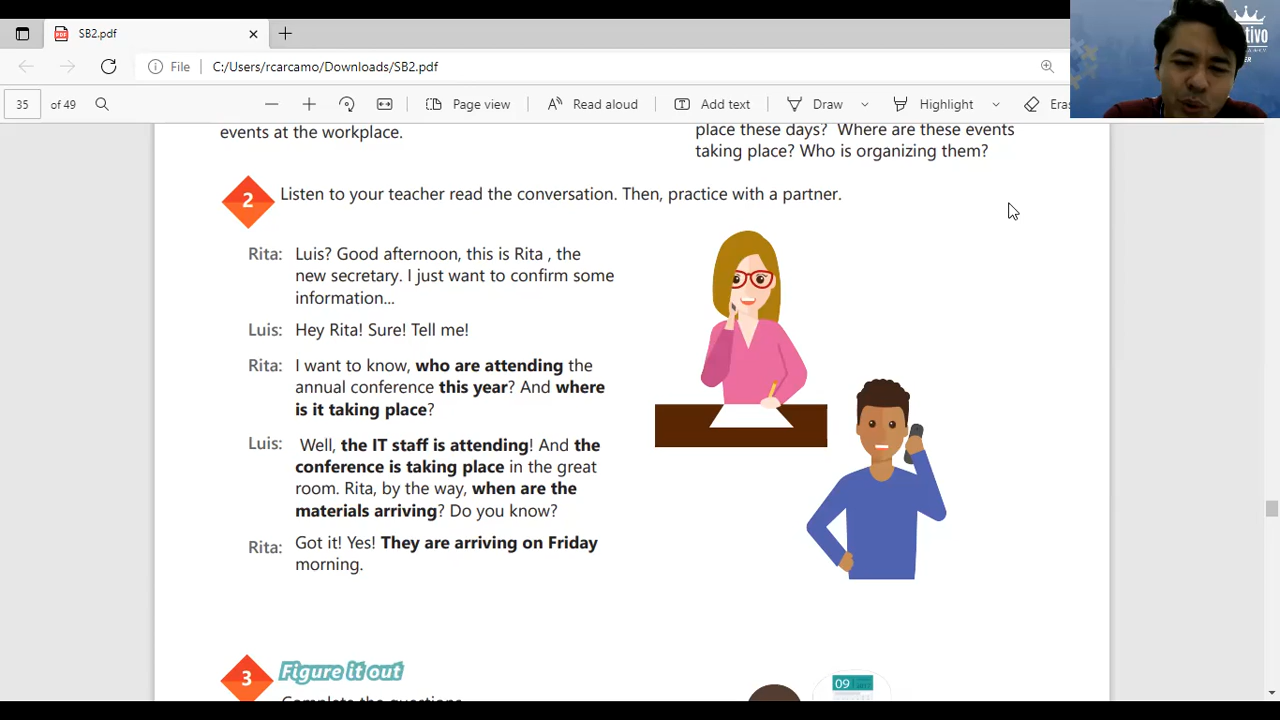 SB2.pdf
File C:/Users/rcarcamo/Downloads/SB2.pdf
35 of 49 Page view Read aloud Add text Draw Highlight
events at the workplace.
place these days? Where are these events
taking place? Who is organizing them?
2 Listen to your teacher read the conversation. Then, practice with a partner.
Rita: Luis? Good afternoon, this is Rita , the
new secretary. I just want to confirm some
information...
Luis: Hey Rita! Sure! Tell me!
Rita: I want to know, who are attending the
annual conference this year? And where
is it taking place?
Luis: Well, the IT staff is attending! And the
conference is taking place in the great
room. Rita, by the way, when are the
materials arriving? Do you know?
Rita: Got it! Yes! They are arriving on Friday
morning.
3 Figure it out
Complete the questions
09